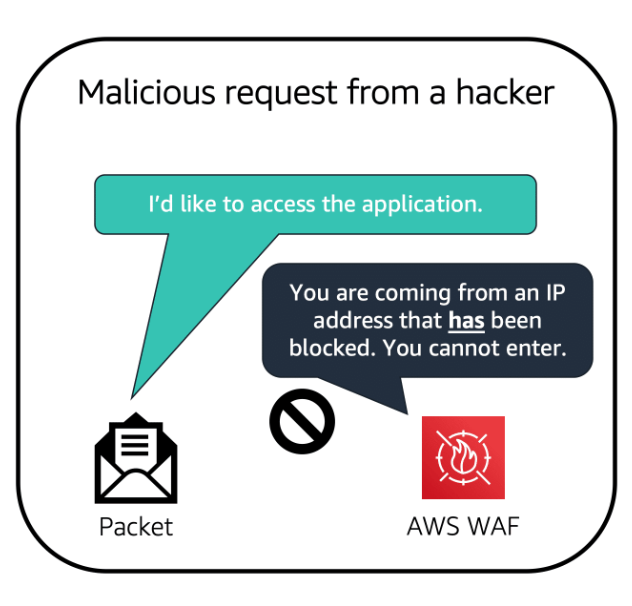 Malicious request from a hacker
I'd like to access the application.
You are coming from an IP
address that has been
blocked. You cannot enter.
Packet
AWS WAF